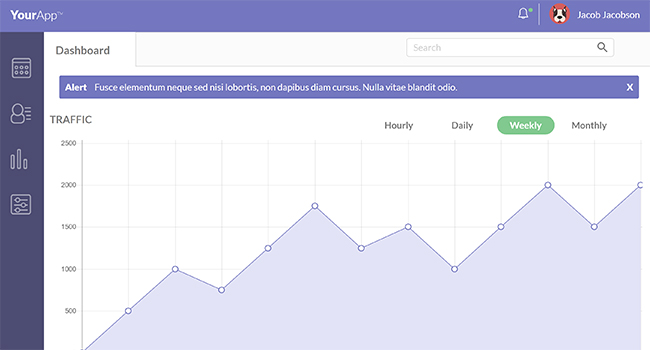 YourApp™
Jacob Jacobson
Dashboard
Search
Alert Fusce elementum neque sed nisi lobortis, non dapibus diam cursus. Nulla vitae blandit odio. X
TRAFFIC
Hourly Daily Weekly Monthly
2500
2000
1500
1000
500